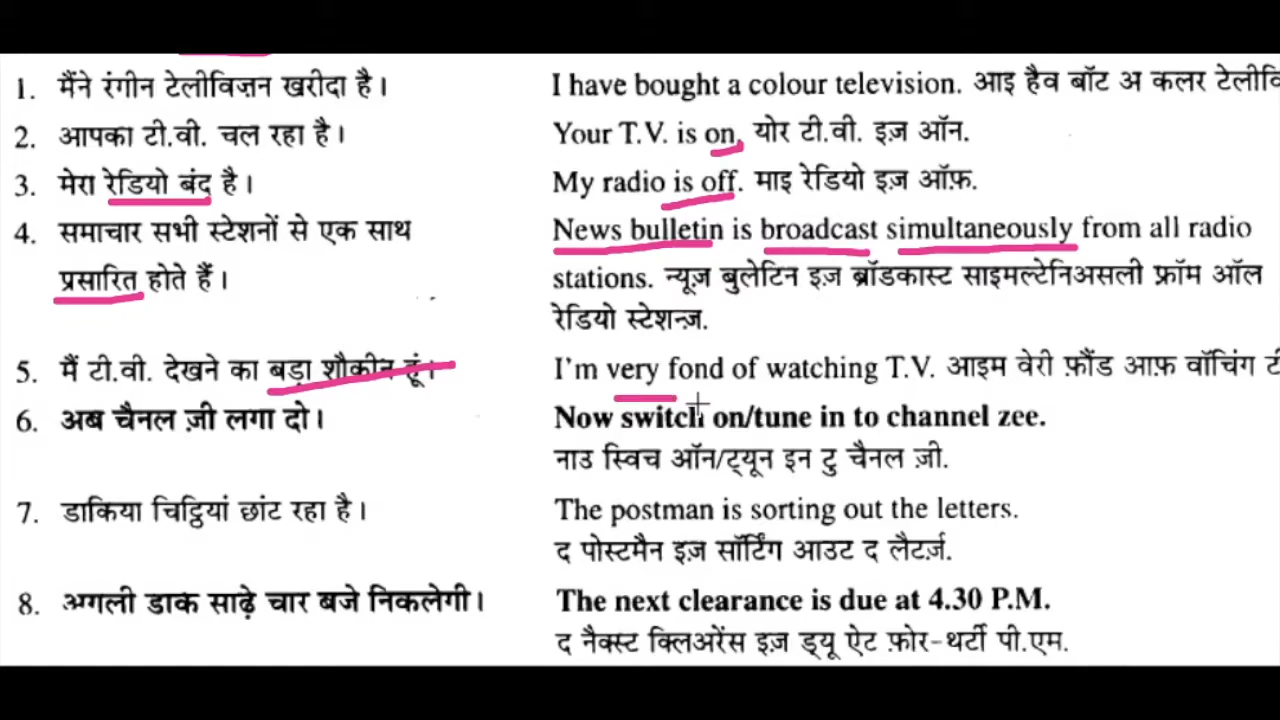 1. मैंने रंगीन टेलीविज़न खरीदा है। I have bought a colour television. आइ हैव बॉट अ कलर
2. आपका टी.वी. चल रहा है। Your T.V. is on. योर टी.वी. इज़ ऑन.
3. मेरा रेडियो बंद है। My radio is off. माइ रेडियो इज़ ऑफ़.
4. समाचार सभी स्टेशनों से एक साथ News bulletin is broadcast simultaneously from all radio
प्रसारित होते हैं। stations. न्यूज़ बुलेटिन इज़ ब्रॉडकास्ट साइमल्टेनिअसली फ्रॉम ऑल
रेडियो स्टेशन्ज़.
5. मैं टी.वी. देखने का बड़ा शौकीन हूं। I'm very fond of watching T.V. आइम वेरी फ़ौंड आफ़ वॉचिंग
6. अब चैनल ज़ी लगा दो। Now switch on/tune in to channel zee.
नाउ स्विच ऑन/ट्यून इन टु चैनल ज़ी.
7. डाकिया चिट्ठियां छांट रहा है। The postman is sorting out the letters.
द पोस्टमैन इज़ सॉर्टिंग आउट द लैटर्ज़.
8. अगली डाक साढ़े चार बजे निकलेगी। The next clearance is due at 4.30 P.M.
द नैक्स्ट क्लिअरेंस इज़ ड्यू ऐट फ़ोर-थर्टी पी.एम.